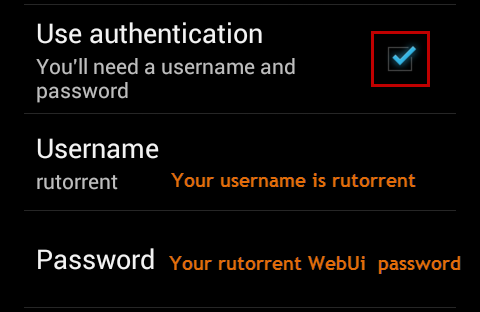 Use authentication
You'll need a username and
password
Username
rutorrent Your username is rutorrent
Password Your rutorrent WebUi password